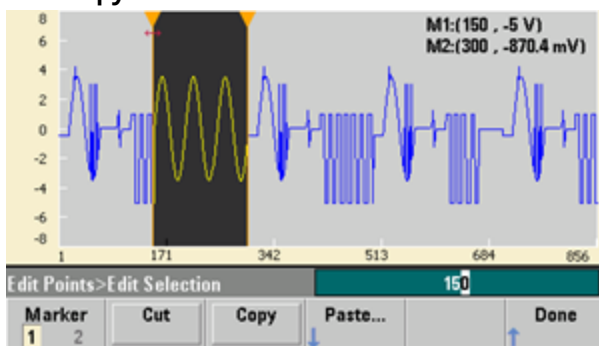 M1:(150 , -5 V)
M2:(300 , -870.4 mV)
8
6
4
2
0
-2
-4
-6
-8
1 171 342 513 684 856
Edit Points>Edit Selection 150
Marker Cut Copy Paste... Done
1 2